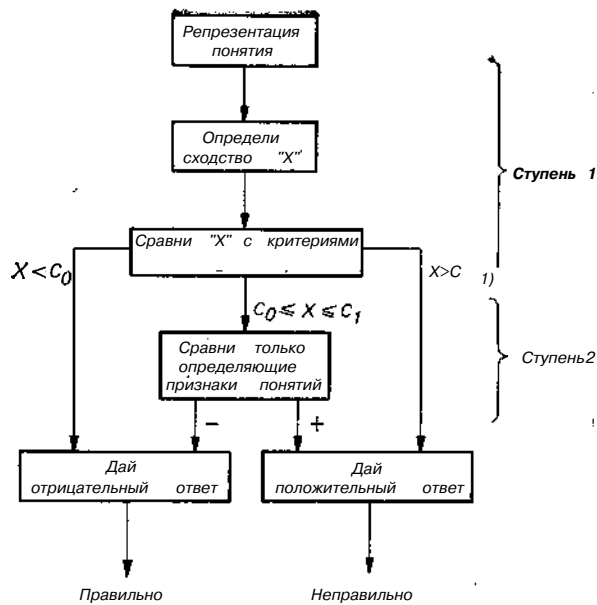 Репрезентация
понятия
Определи
сходство "X"
Ступень 1
Сравни "X" с критериями
X < C₀
X>C 1)
C₀ ≤ X ≤ C₁
Сравни только
определяющие
признаки понятий
Ступень2
−
+
Дай
отрицательный ответ
Дай
положительный ответ
Правильно
Неправильно